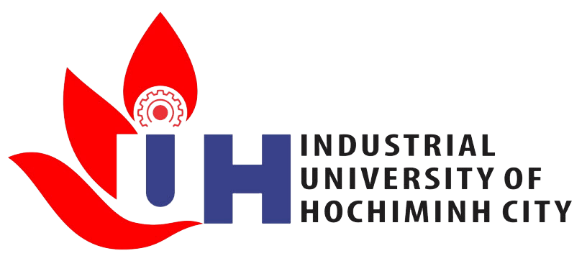 IUH
INDUSTRIAL
UNIVERSITY OF
HOCHIMINH CITY